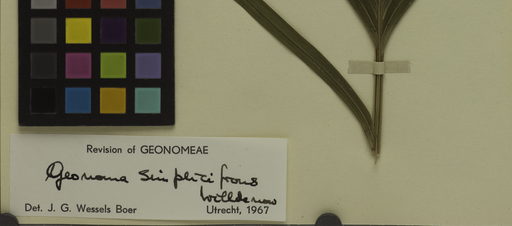 Revision of GEONOMEAE
Geonoma simplicifrons
Willdenow
Det. J. G. Wessels Boer Utrecht, 1967